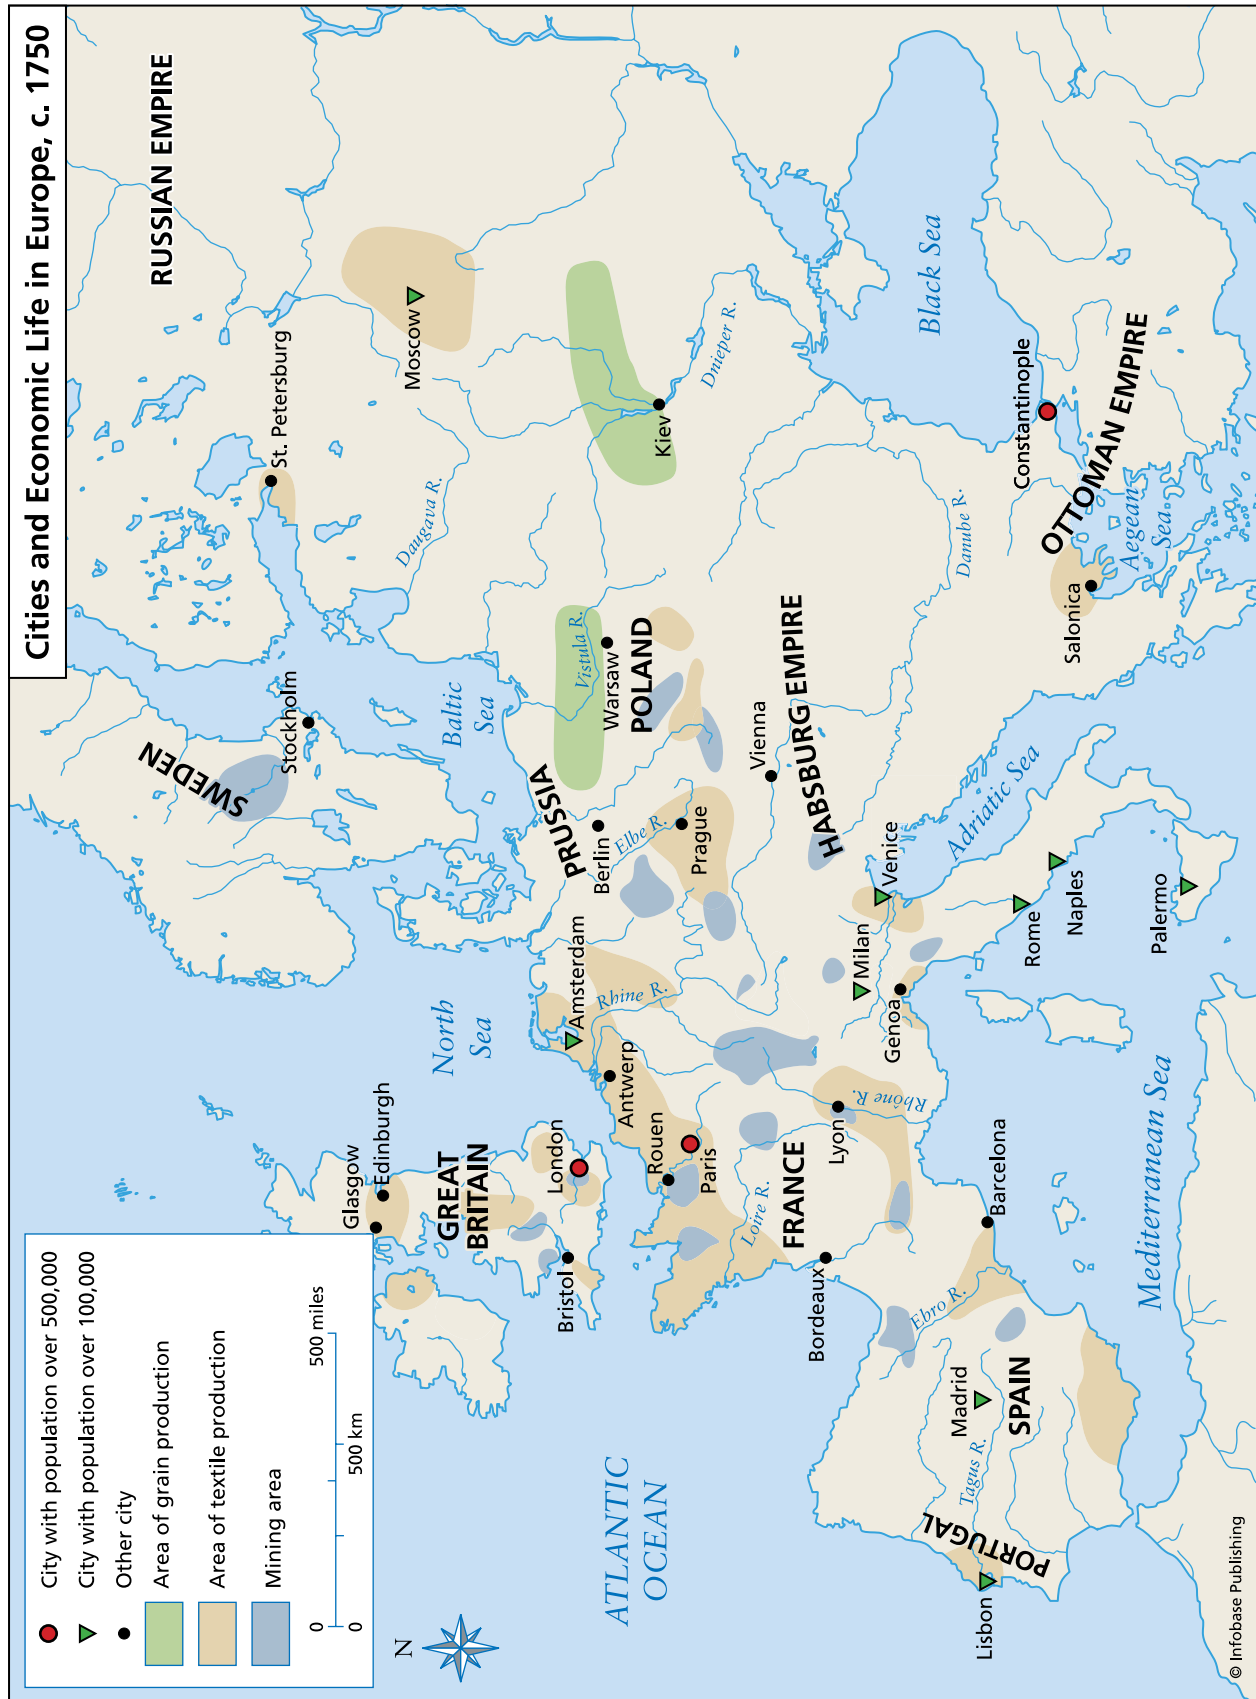 Cities and Economic Life in Europe, c. 1750
City with population over 500,000
City with population over 100,000
Other city
Area of grain production
Area of textile production
Mining area
0
500 miles
0
500 km
N
RUSSIAN EMPIRE
SWEDEN
Stockholm
St. Petersburg
Moscow
Glasgow
Edinburgh
North
Sea
Baltic
Sea
Daugava R.
GREAT
BRITAIN
London
Bristol
Amsterdam
Antwerp
Rhine R.
PRUSSIA
Berlin
Elbe R.
Vistula R.
Warsaw
POLAND
Kiev
Dnieper R.
ATLANTIC
OCEAN
Rouen
Paris
Loire R.
FRANCE
Prague
Vienna
HABSBURG EMPIRE
Bordeaux
Lyon
Rhône R.
Milan
Venice
Genoa
Danube R.
Black Sea
Adriatic Sea
Ebro R.
Barcelona
Madrid
SPAIN
Tagus R.
PORTUGAL
Lisbon
Rome
Naples
Palermo
Constantinople
OTTOMAN EMPIRE
Salonica
Aegean
Sea
Mediterranean Sea
© Infobase Publishing